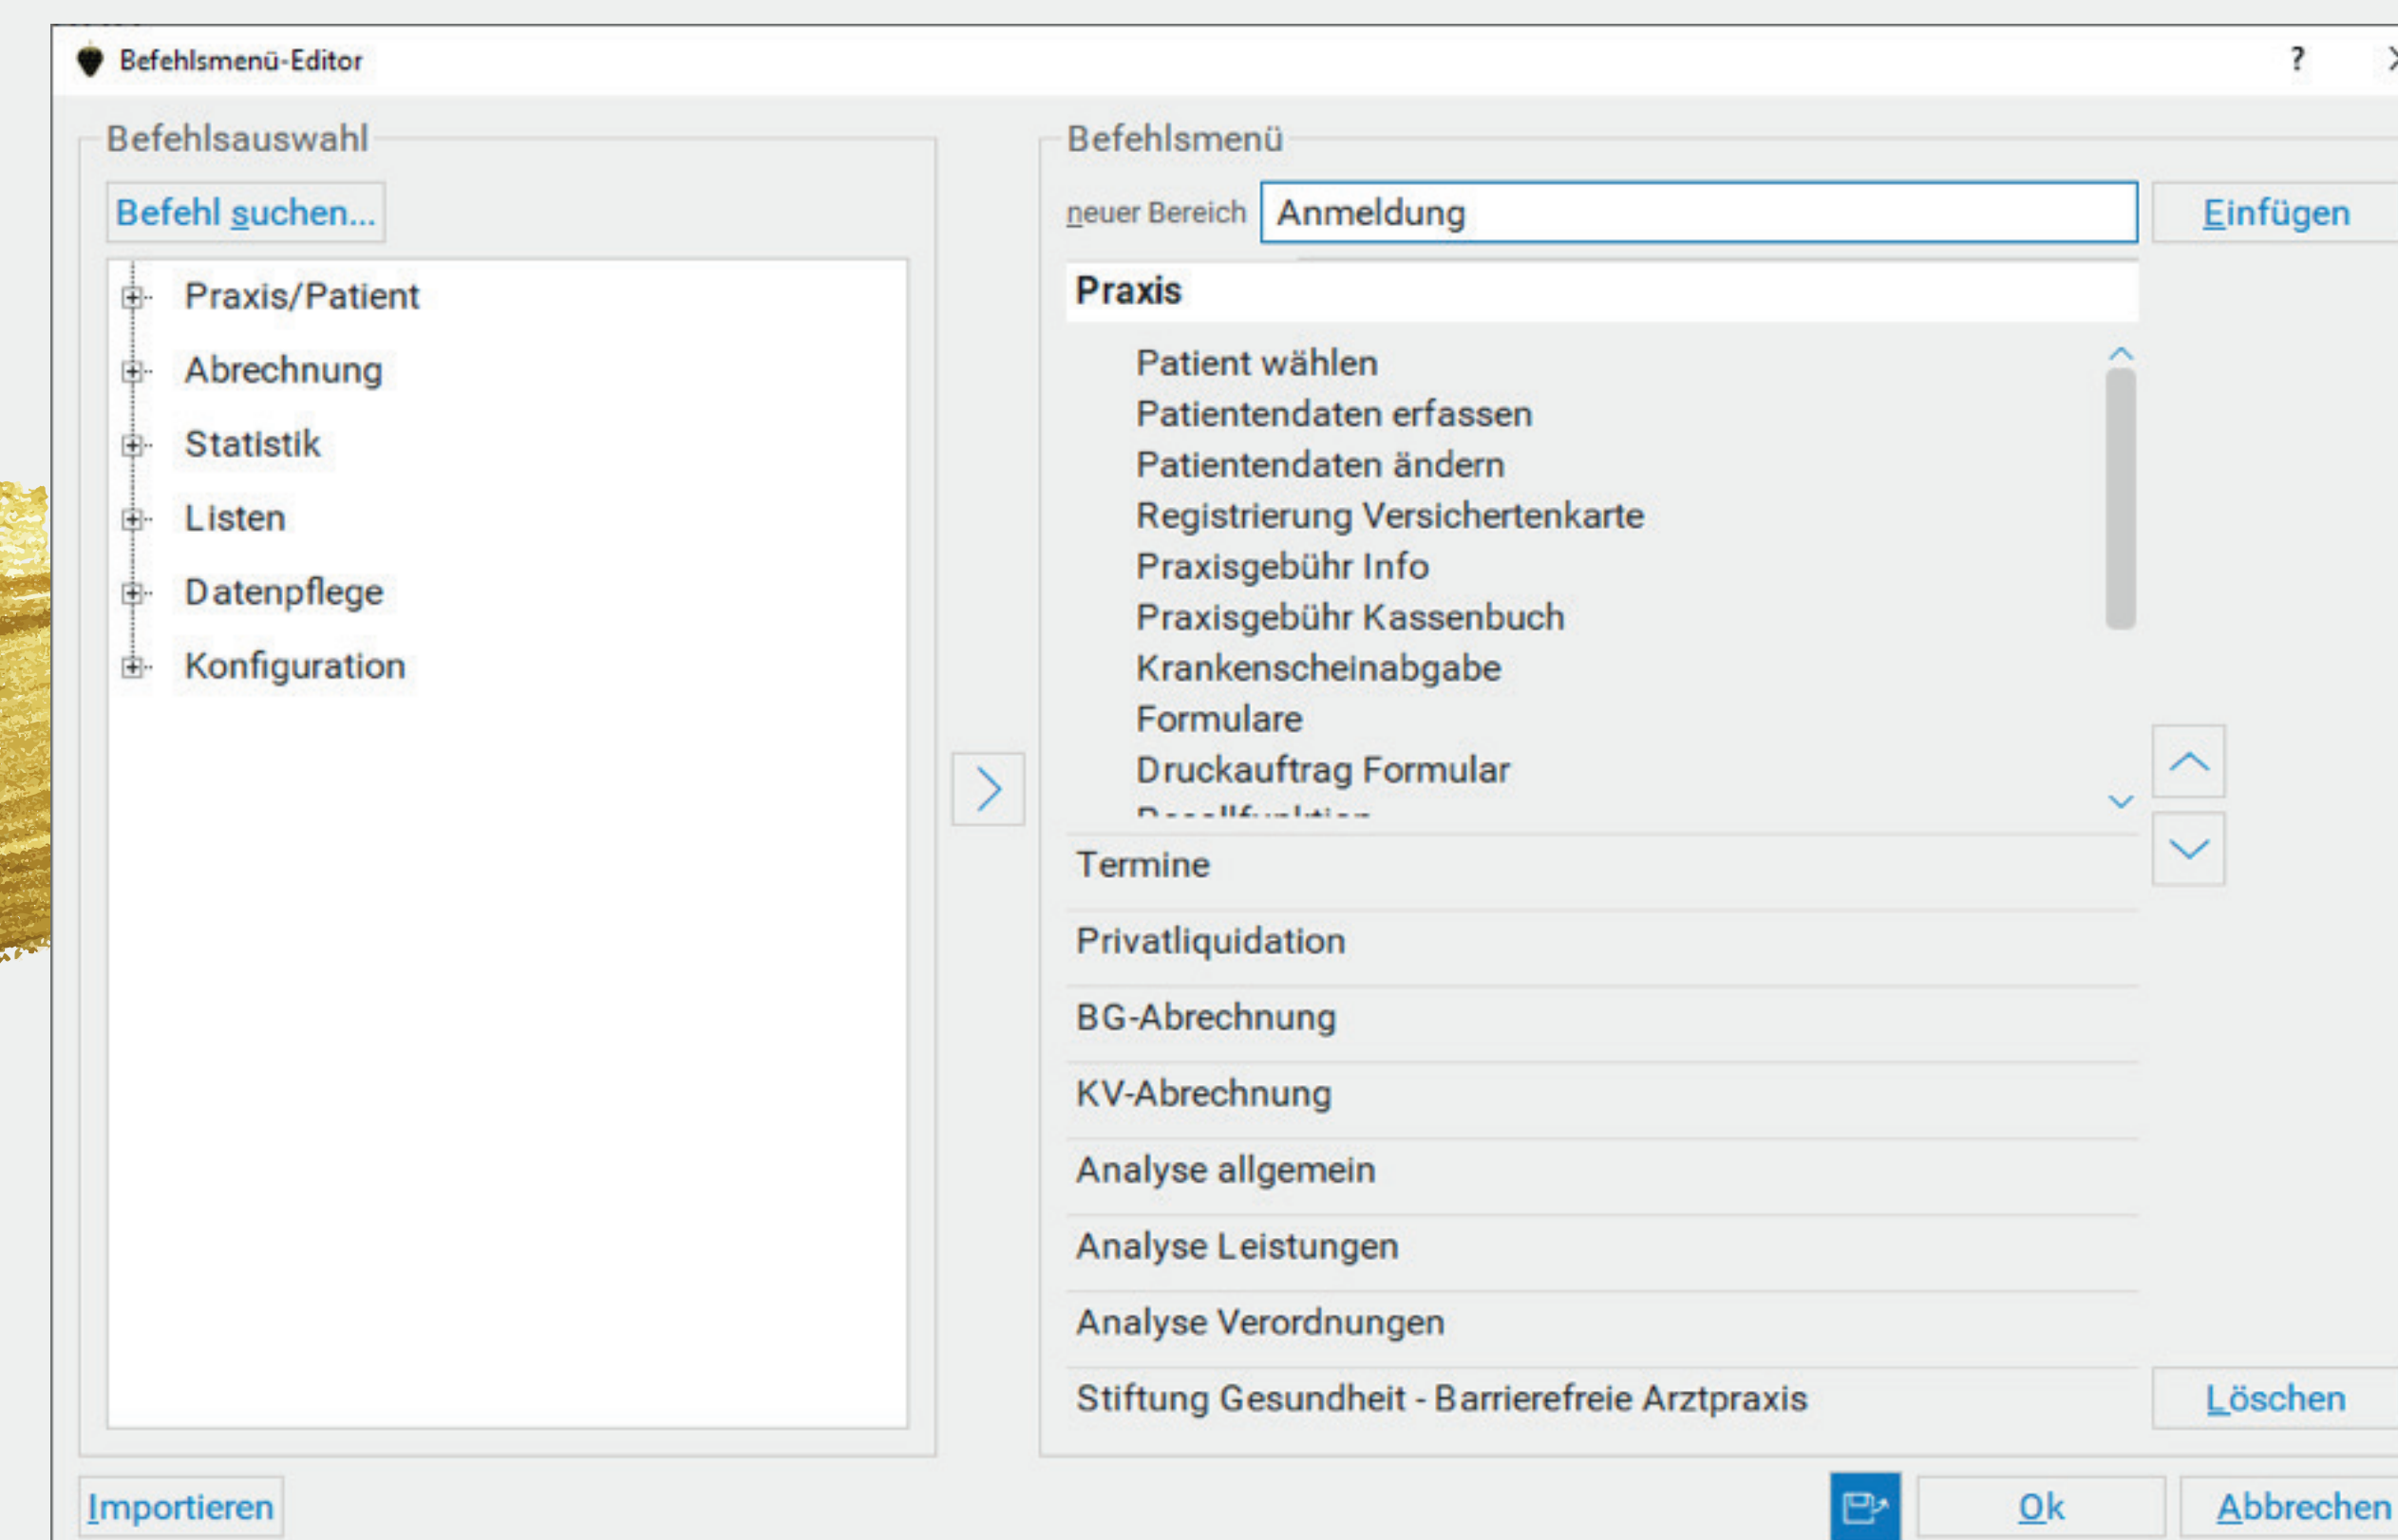 Befehlsmenü-Editor
?
Befehlsauswahl
Befehl suchen...
Praxis/Patient
Abrechnung
Statistik
Listen
Datenpflege
Konfiguration
Importieren
Befehlsmenü
neuer Bereich Anmeldung Einfügen
Praxis
Patient wählen
Patientendaten erfassen
Patientendaten ändern
Registrierung Versichertenkarte
Praxisgebühr Info
Praxisgebühr Kassenbuch
Krankenscheinabgabe
Formulare
Druckauftrag Formular
Termine
Privatliquidation
BG-Abrechnung
KV-Abrechnung
Analyse allgemein
Analyse Leistungen
Analyse Verordnungen
Stiftung Gesundheit - Barrierefreie Arztpraxis
Löschen
Ok Abbrechen